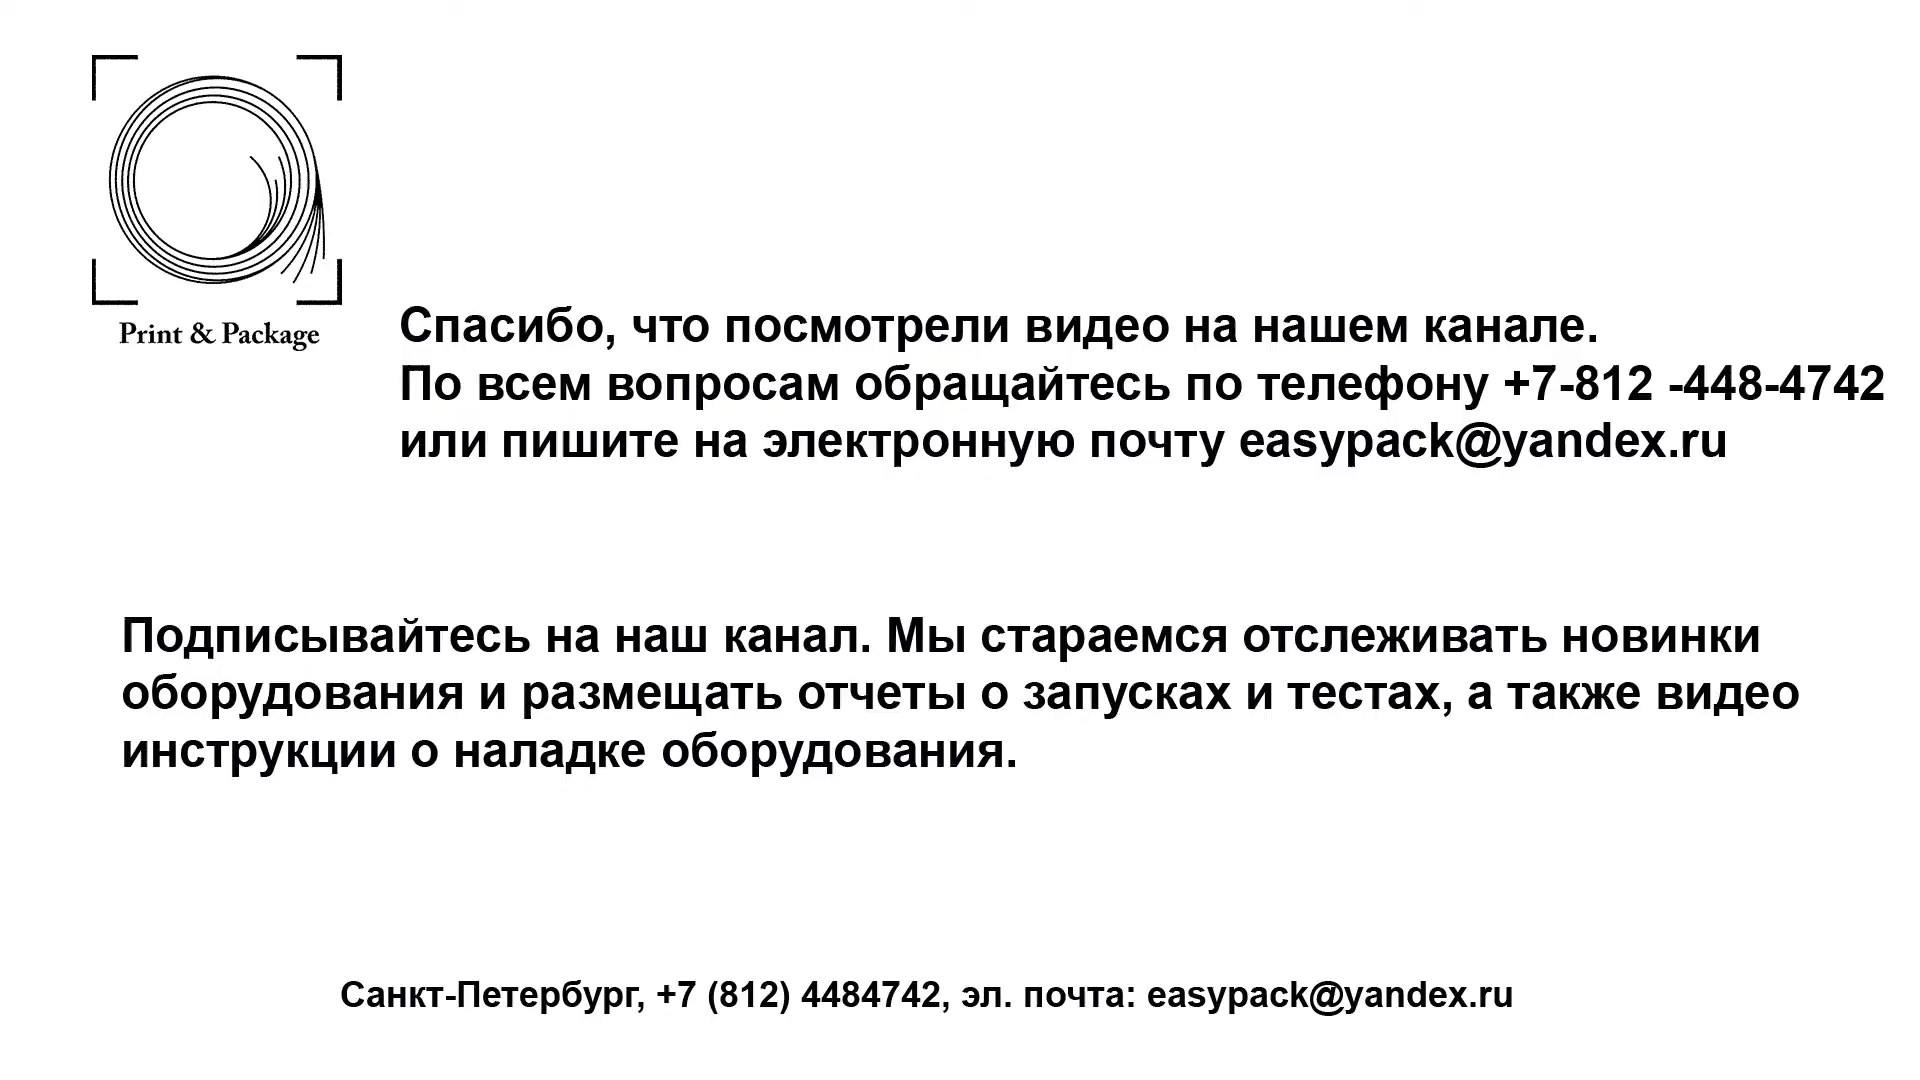 Print & Package
Спасибо, что посмотрели видео на нашем канале.
По всем вопросам обращайтесь по телефону +7-812 -448-4742
или пишите на электронную почту easypack@yandex.ru
Подписывайтесь на наш канал. Мы стараемся отслеживать новинки
оборудования и размещать отчеты о запусках и тестах, а также видео
инструкции о наладке оборудования.
Санкт-Петербург, +7 (812) 4484742, эл. почта: easypack@yandex.ru